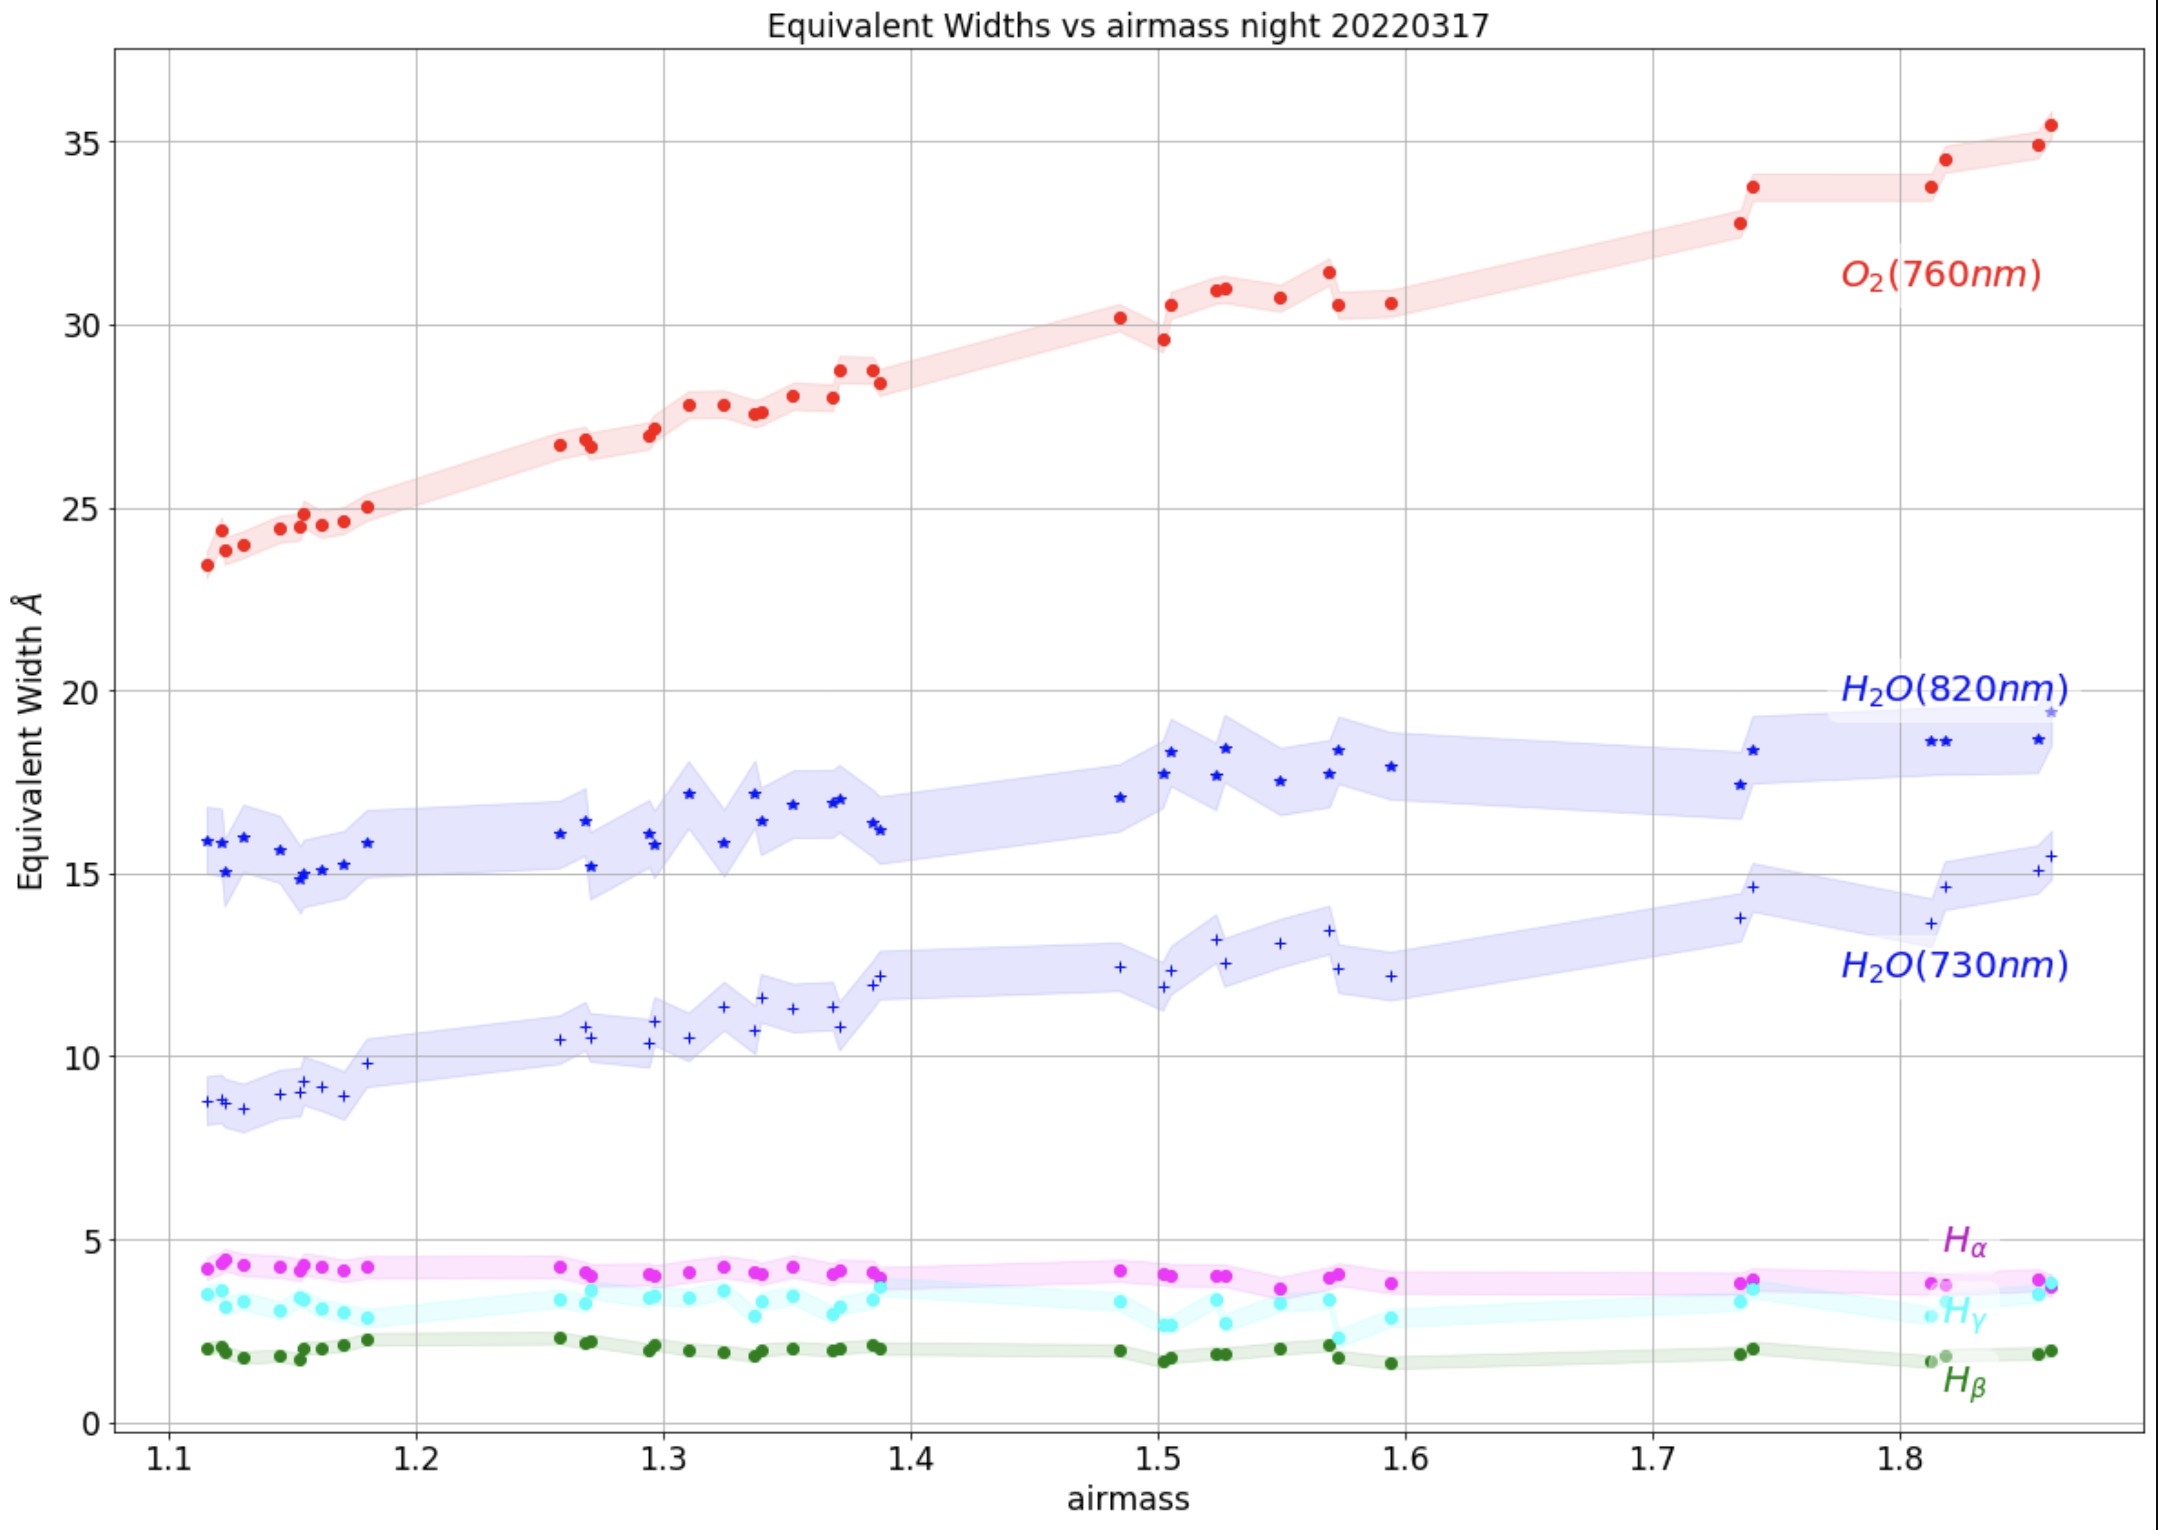 Equivalent Widths vs airmass night 20220317
Equivalent Width Å
35
30
25
20
15
10
5
0
O₂(760nm)
H₂O(820nm)
H₂O(730nm)
Hα
Hγ
Hβ
1.1 1.2 1.3 1.4 1.5 1.6 1.7 1.8
airmass